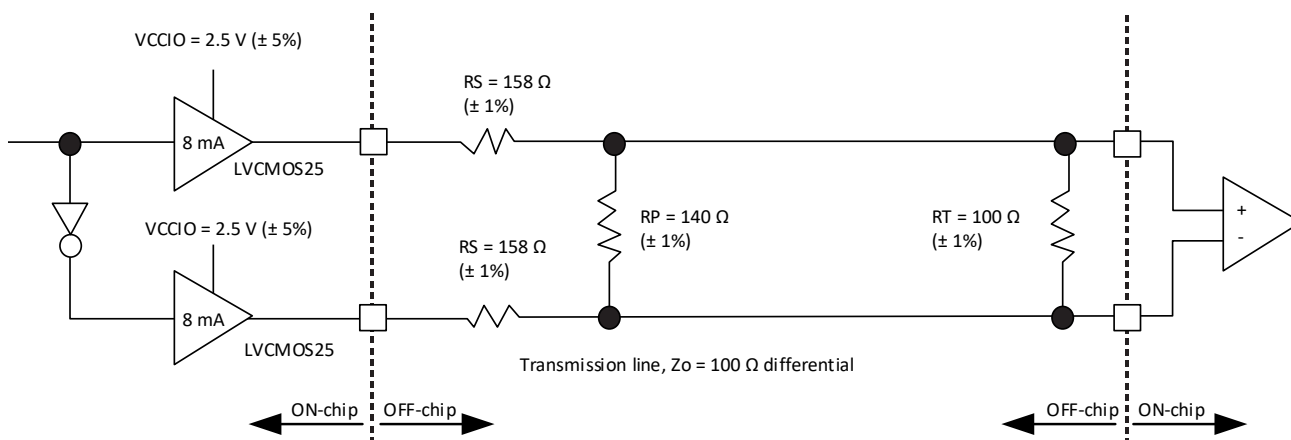 VCCIO = 2.5 V (± 5%)
8 mA
LVCMOS25
RS = 158 Ω
(± 1%)
RP = 140 Ω
(± 1%)
RT = 100 Ω
(± 1%)
+
-
VCCIO = 2.5 V (± 5%)
8 mA
LVCMOS25
RS = 158 Ω
(± 1%)
Transmission line, Zo = 100 Ω differential
ON-chip
OFF-chip
OFF-chip
ON-chip